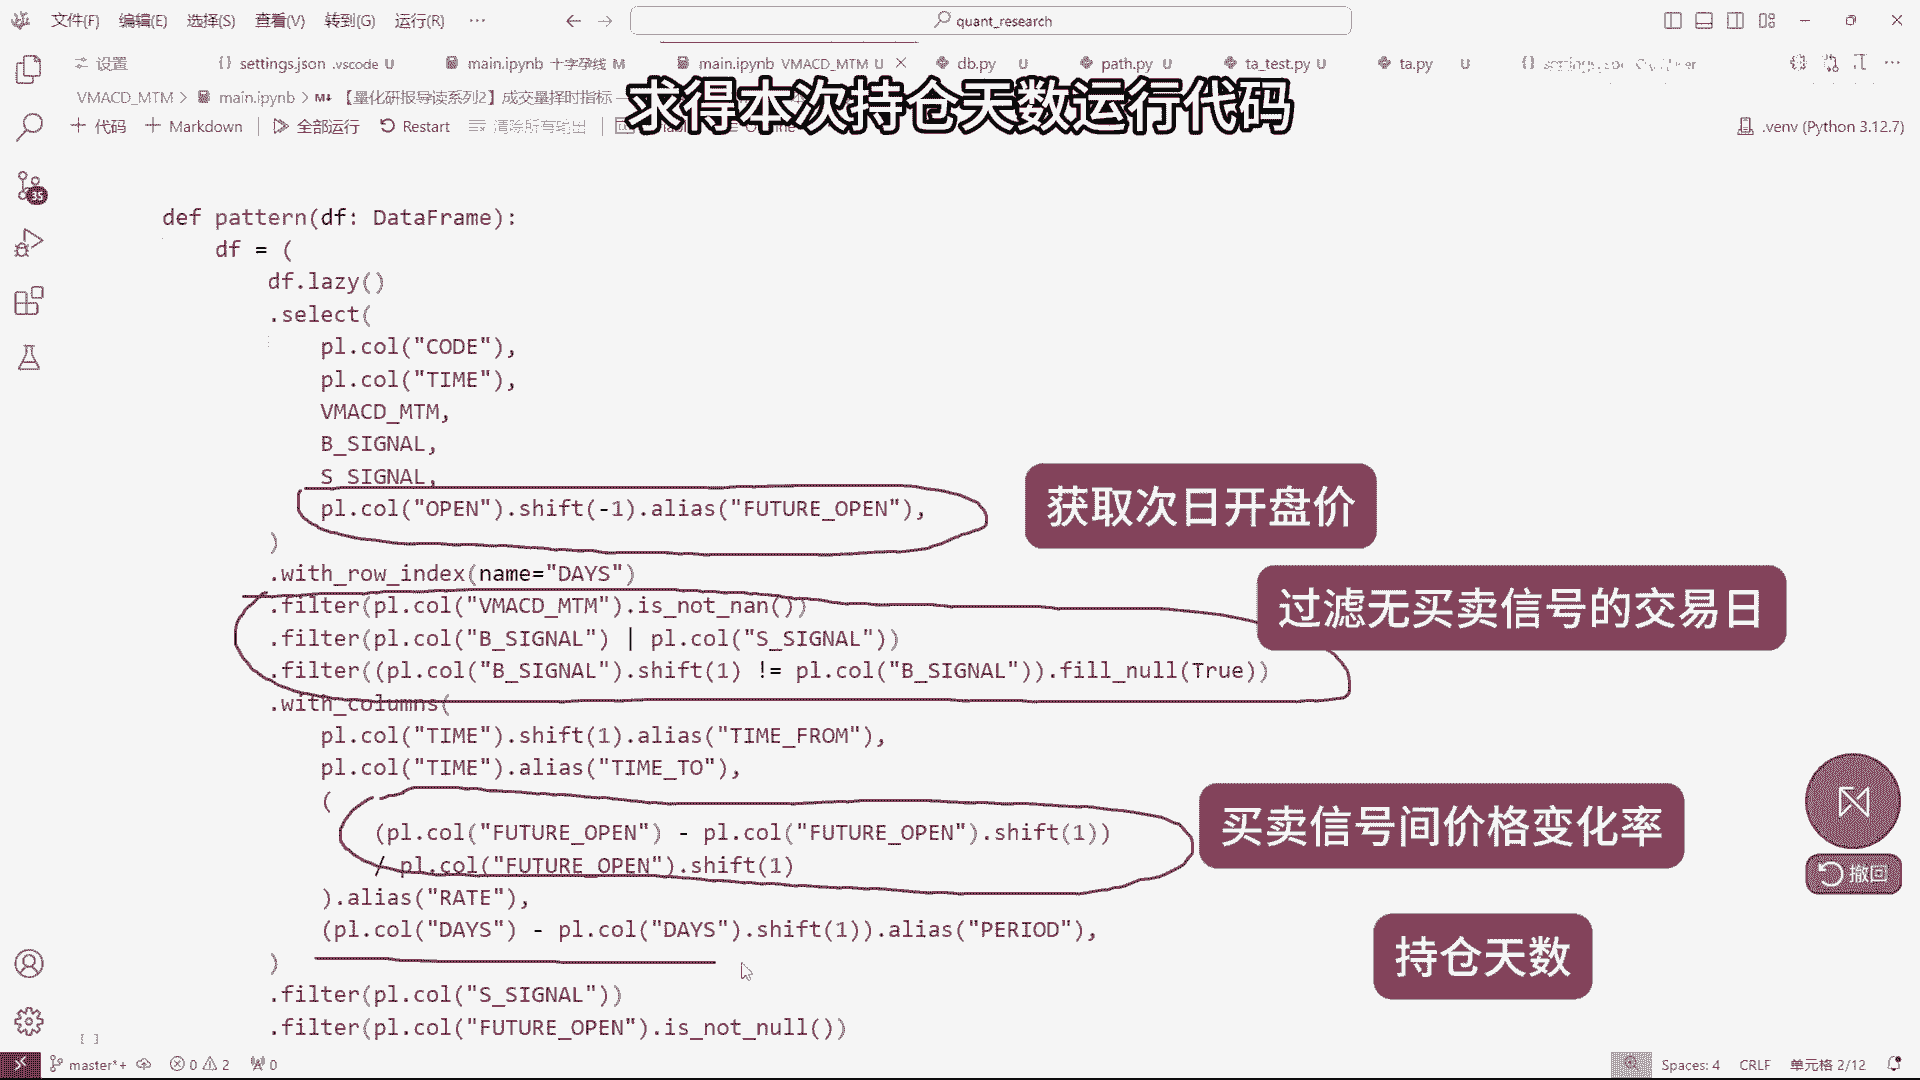 文件(F) 编辑(E) 选择(S) 查看(V) 转到(G) 运行(R) ··· quant_research
设置 settings.json .vscode U main.ipynb 十字孕线 M main.ipynb VMACD_MTM U db.py U path.py U ta_test.py U ta.py U
VMACD_MTM > main.ipynb > M↓ 【量化研报导读系列2】成交量择时指标
求得本次持仓天数运行代码
+ 代码 + Markdown 全部运行 Restart 清除所有输出 .venv (Python 3.12.7)
35
def pattern(df: DataFrame):
df = (
df.lazy()
.select(
pl.col("CODE"),
pl.col("TIME"),
VMACD_MTM,
B_SIGNAL,
S_SIGNAL,
pl.col("OPEN").shift(-1).alias("FUTURE_OPEN"),
获取次日开盘价
)
.with_row_index(name="DAYS")
.filter(pl.col("VMACD_MTM").is_not_nan())
过滤无买卖信号的交易日
.filter(pl.col("B_SIGNAL") | pl.col("S_SIGNAL"))
.filter((pl.col("B_SIGNAL").shift(1) != pl.col("B_SIGNAL")).fill_null(True))
.with_columns(
pl.col("TIME").shift(1).alias("TIME_FROM"),
pl.col("TIME").alias("TIME_TO"),
(
(pl.col("FUTURE_OPEN") - pl.col("FUTURE_OPEN").shift(1))
买卖信号间价格变化率
/ pl.col("FUTURE_OPEN").shift(1)
撤回
).alias("RATE"),
(pl.col("DAYS") - pl.col("DAYS").shift(1)).alias("PERIOD"),
持仓天数
)
.filter(pl.col("S_SIGNAL"))
.filter(pl.col("FUTURE_OPEN").is_not_null())
[ ]
master*+ 0 2 0 Spaces: 4 CRLF 单元格 2/12